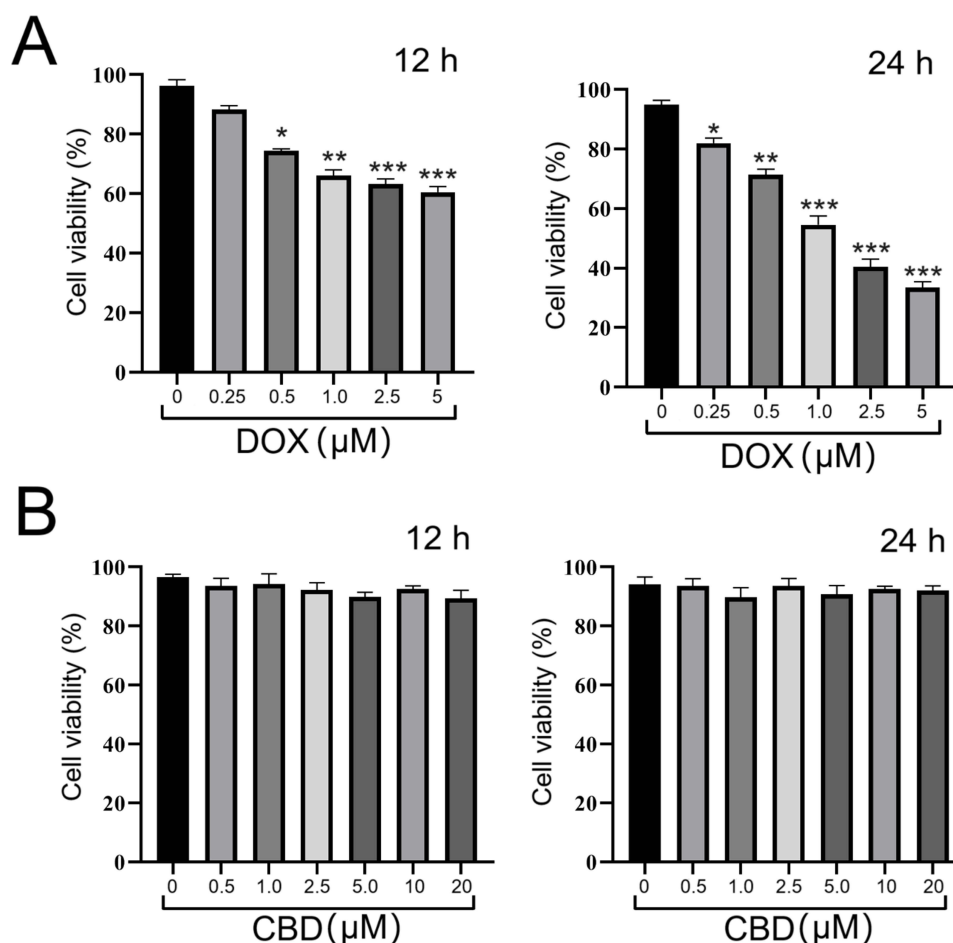 A
12 h
Cell viability (%)
100
80
60
40
20
0
* ** *** ***
0 0.25 0.5 1.0 2.5 5
DOX (µM)
24 h
Cell viability (%)
100
80
60
40
20
0
* ** *** *** ***
0 0.25 0.5 1.0 2.5 5
DOX (µM)
B
12 h
Cell viability (%)
100
80
60
40
20
0
0 0.5 1.0 2.5 5.0 10 20
CBD(µM)
24 h
Cell viability (%)
100
80
60
40
20
0
0 0.5 1.0 2.5 5.0 10 20
CBD(µM)